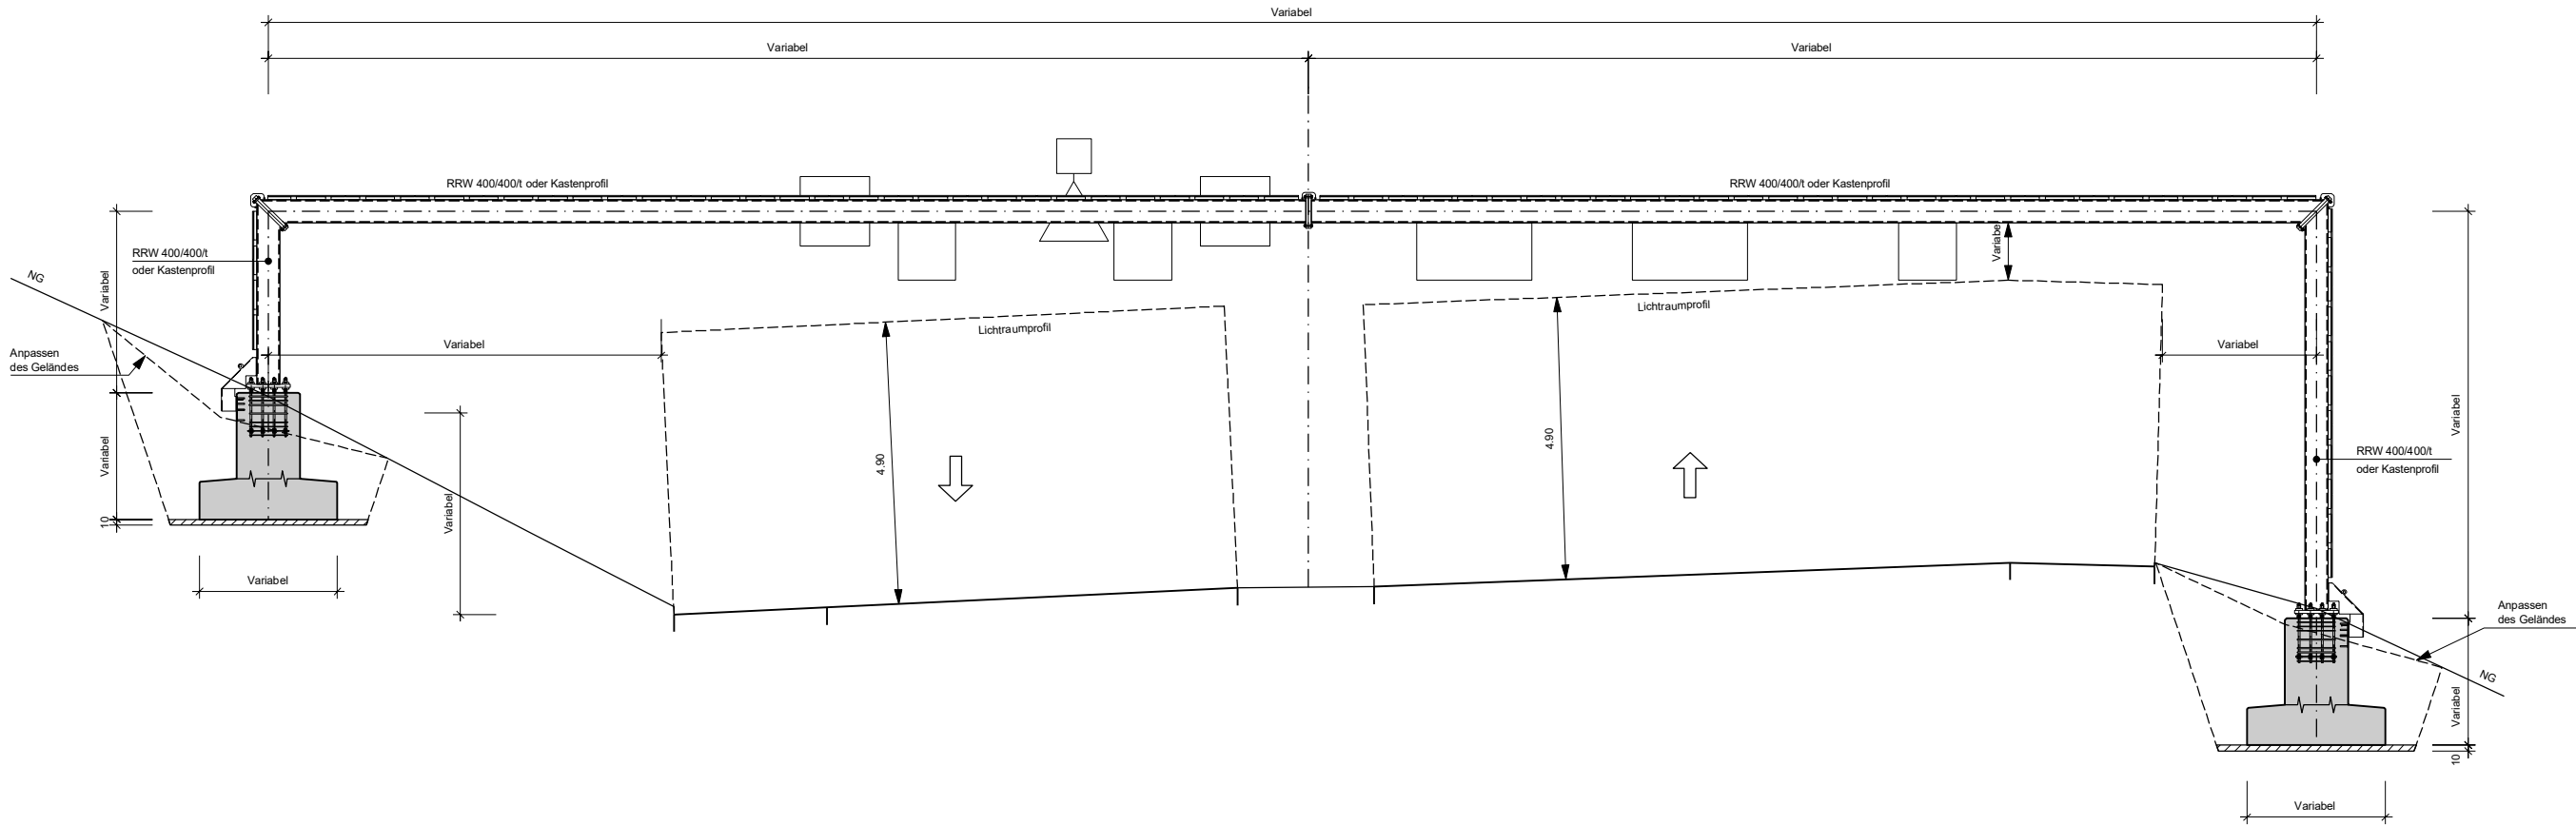 Variabel
Variabel
Variabel
RRW 400/400/t oder Kastenprofil
RRW 400/400/t oder Kastenprofil
RRW 400/400/t
oder Kastenprofil
NG
Variabel
Variabel
Lichtraumprofil
Lichtraumprofil
Anpassen
des Geländes
Variabel
Variabel
Variabel
4.90
4.90
Variabel
RRW 400/400/t
oder Kastenprofil
Variabel
Variabel
10
Variabel
Anpassen
des Geländes
NG
Variabel
10
Variabel